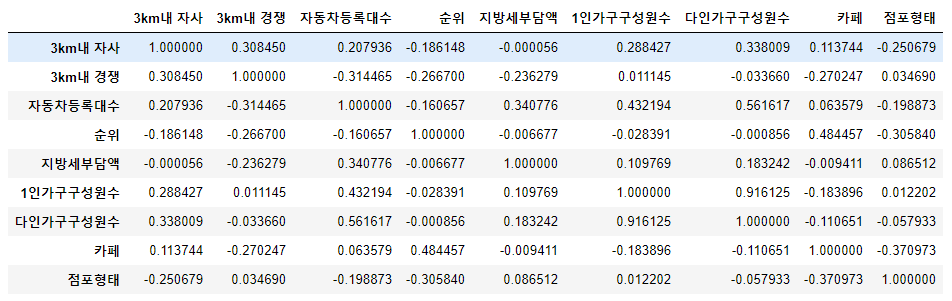 3km내 자사 3km내 경쟁 자동차등록대수 순위 지방세부담액 1인가구구성원수 다인가구구성원수 카페 점포형태
3km내 자사 1.000000 0.308450 0.207936 -0.186148 -0.000056 0.288427 0.338009 0.113744 -0.250679
3km내 경쟁 0.308450 1.000000 -0.314465 -0.266700 -0.236279 0.011145 -0.033660 -0.270247 0.034690
자동차등록대수 0.207936 -0.314465 1.000000 -0.160657 0.340776 0.432194 0.561617 0.063579 -0.198873
순위 -0.186148 -0.266700 -0.160657 1.000000 -0.006677 -0.028391 -0.000856 0.484457 -0.305840
지방세부담액 -0.000056 -0.236279 0.340776 -0.006677 1.000000 0.109769 0.183242 -0.009411 0.086512
1인가구구성원수 0.288427 0.011145 0.432194 -0.028391 0.109769 1.000000 0.916125 -0.183896 0.012202
다인가구구성원수 0.338009 -0.033660 0.561617 -0.000856 0.183242 0.916125 1.000000 -0.110651 -0.057933
카페 0.113744 -0.270247 0.063579 0.484457 -0.009411 -0.183896 -0.110651 1.000000 -0.370973
점포형태 -0.250679 0.034690 -0.198873 -0.305840 0.086512 0.012202 -0.057933 -0.370973 1.000000